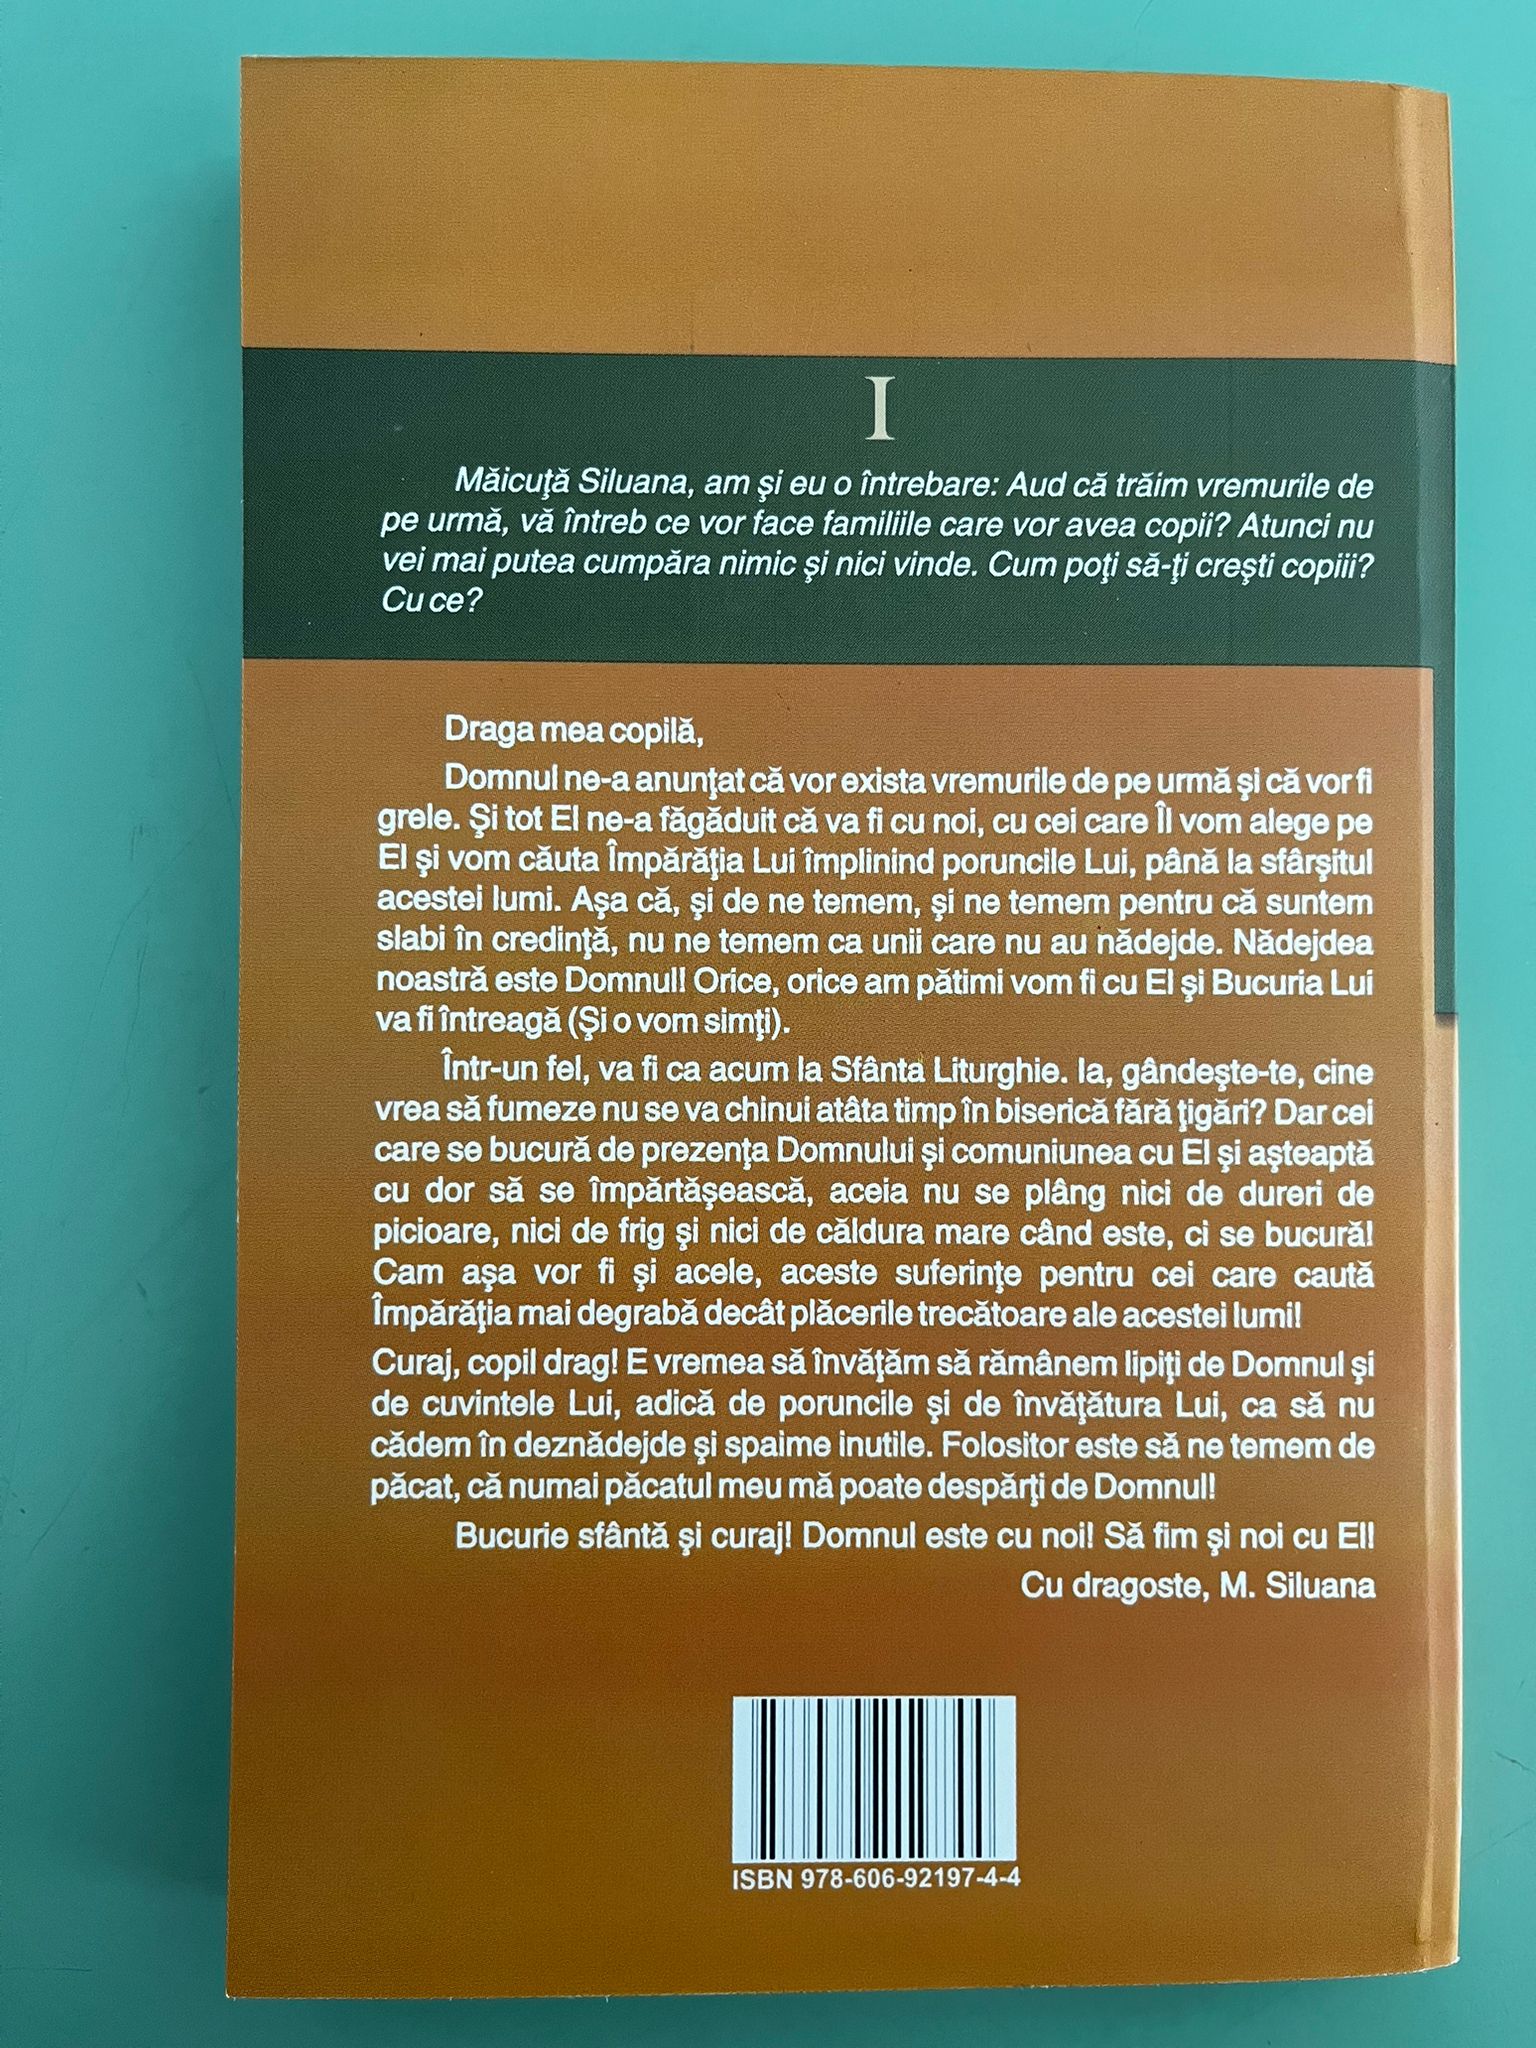 I
Măicuţă Siluana, am şi eu o întrebare: Aud că trăim vremurile de
pe urmă, vă întreb ce vor face familiile care vor avea copii? Atunci nu
vei mai putea cumpăra nimic şi nici vinde. Cum poţi să-ţi creşti copiii?
Cu ce?
Draga mea copilă,
Domnul ne-a anunţat că vor exista vremurile de pe urmă şi că vor fi
grele. Şi tot El ne-a făgăduit că va fi cu noi, cu cei care Îl vom alege pe
El şi vom căuta Împărăţia Lui împlinind poruncile Lui, până la sfârşitul
acestei lumi. Aşa că, şi de ne temem, şi ne temem pentru că suntem
slabi în credinţă, nu ne temem ca unii care nu au nădejde. Nădejdea
noastră este Domnul! Orice, orice am pătimi vom fi cu El şi Bucuria Lui
va fi întreagă (Şi o vom simţi).
Într-un fel, va fi ca acum la Sfânta Liturghie. Ia, gândeşte-te, cine
vrea să fumeze nu se va chinui atâta timp în biserică fără ţigări? Dar cei
care se bucură de prezenţa Domnului şi comuniunea cu El şi aşteaptă
cu dor să se împărtăşească, aceia nu se plâng nici de dureri de
picioare, nici de frig şi nici de căldura mare când este, ci se bucură!
Cam aşa vor fi şi acele, aceste suferinţe pentru cei care caută
Împărăţia mai degrabă decât plăcerile trecătoare ale acestei lumi!
Curaj, copil drag! E vremea să învăţăm să rămânem lipiţi de Domnul şi
de cuvintele Lui, adică de poruncile şi de învăţătura Lui, ca să nu
cădem în deznădejde şi spaime inutile. Folositor este să ne temem de
păcat, că numai păcatul meu mă poate despărţi de Domnul!
Bucurie sfântă şi curaj! Domnul este cu noi! Să fim şi noi cu El!
Cu dragoste, M. Siluana
ISBN 978-606-92197-4-4